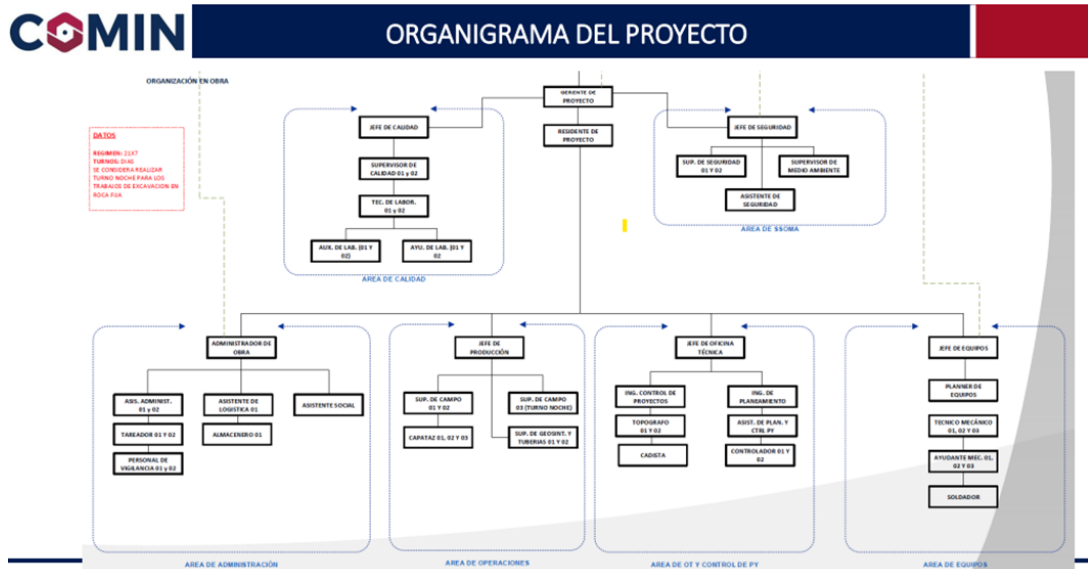 COMIN
ORGANIGRAMA DEL PROYECTO
ORGANIZACIÓN EN OBRA
GERENTE DE
PROYECTO
RESIDENTE DE
PROYECTO
DATOS
REGIMEN: 21X7
TURNOS: DIAS
SE CONSIDERA REALIZAR
TURNO NOCHE PARA LOS
TRABAJOS DE EXCAVACION EN
ROCA FIJA
JEFE DE CALIDAD
SUPERVISOR DE
CALIDAD 01 y 02
TEC. DE LABOR.
01 y 02
AUX. DE LAB. (01 Y
02)
AYU. DE LAB. (01 Y
02
AREA DE CALIDAD
JEFE DE SEGURIDAD
SUP. DE SEGURIDAD
01 Y 02
SUPERVISOR DE
MEDIO AMBIENTE
ASISTENTE DE
SEGURIDAD
AREA DE SSOMA
ADMINISTRADOR DE
OBRA
ASIS. ADMINIST.
01 y 02
ASISTENTE DE
LOGISTICA 01
ASISTENTE SOCIAL
TAREADOR 01 Y 02
ALMACENERO 01
PERSONAL DE
VIGILANCIA 01 y 02
AREA DE ADMINISTRACIÓN
JEFE DE
PRODUCCIÓN
SUP. DE CAMPO
01 Y 02
SUP. DE CAMPO
03 (TURNO NOCHE)
CAPATAZ 01, 02 Y 03
SUP. DE GEOSINT. Y
TUBERIAS 01 Y 02
AREA DE OPERACIONES
JEFE DE OFICINA
TÉCNICA
ING. CONTROL DE
PROYECTOS
ING. DE
PLANEAMIENTO
TOPOGRAFO
01 Y 02
ASIST. DE PLAN. Y
CTRL PY
CADISTA
CONTROLADOR 01 Y
02
AREA DE OT Y CONTROL DE PY
JEFE DE EQUIPOS
PLANNER DE
EQUIPOS
TECNICO MECÁNICO
01, 02 Y 03
AYUDANTE MEC. 01,
02 Y 03
SOLDADOR
AREA DE EQUIPOS